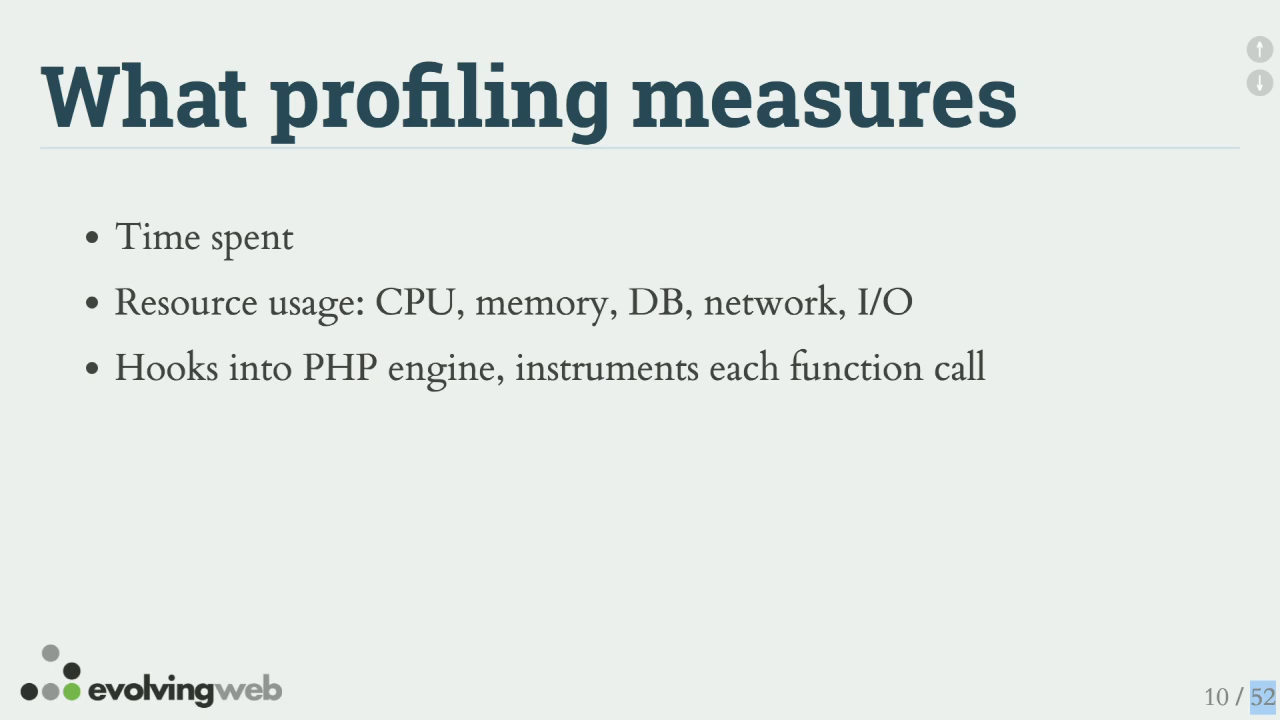 What profiling measures
• Time spent
• Resource usage: CPU, memory, DB, network, I/O
• Hooks into PHP engine, instruments each function call
evolvingweb
10 / 52